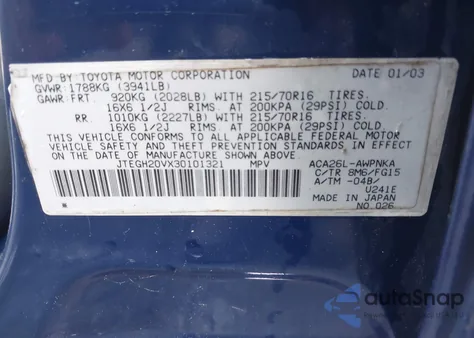 MFD BY TOYOTA MOTOR CORPORATION DATE 01/03
GVWR 1788KG (3941LB)
GAWR FRT. 920KG (2028LB) WITH 215/70R16 TIRES.
16X6 1/2J RIMS. AT 200KPA (29PSI) COLD.
RR. 1010KG (2227LB) WITH 215/70R16 TIRES.
16X6 1/2J RIMS. AT 200KPA (29PSI) COLD.
THIS VEHICLE CONFORMS TO ALL APPLICABLE FEDERAL MOTOR
VEHICLE SAFETY AND THEFT PREVENTION STANDARDS IN EFFECT
ON THE DATE OF MANUFACTURE SHOWN ABOVE.
JTEGH20VX30101321 MPV ACA26L-AWPNKA
C/TR 8M6/FG15
A/TM -04B/
U241E
MADE IN JAPAN
NO.026
autoSnap